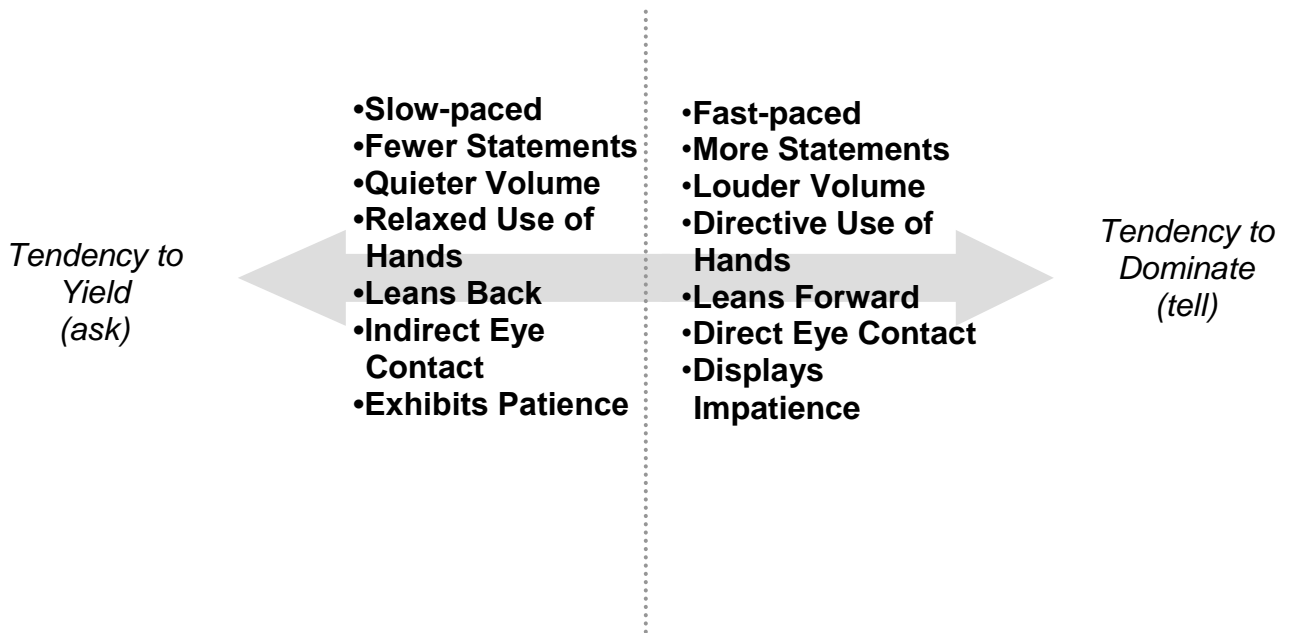 Tendency to
Yield
(ask)
•Slow-paced
•Fewer Statements
•Quieter Volume
•Relaxed Use of
Hands
•Leans Back
•Indirect Eye
Contact
•Exhibits Patience
•Fast-paced
•More Statements
•Louder Volume
•Directive Use of
Hands
•Leans Forward
•Direct Eye Contact
•Displays
Impatience
Tendency to
Dominate
(tell)